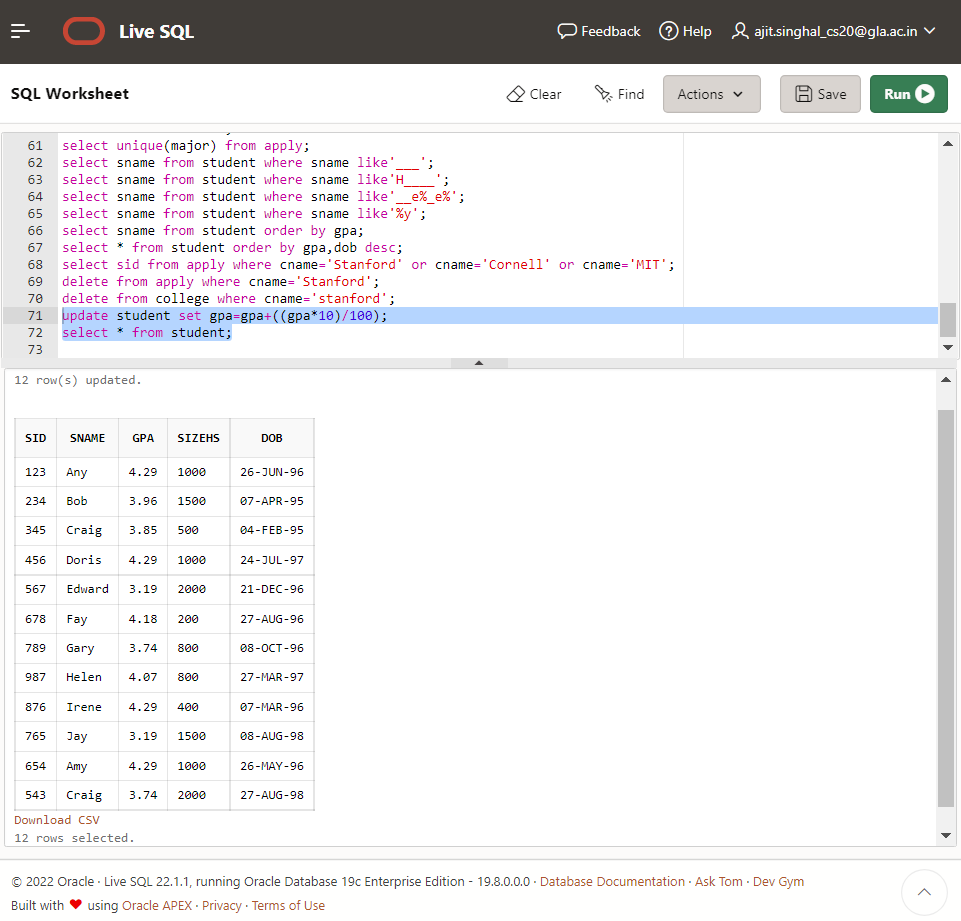 Live SQL
Feedback
Help
ajit.singhal_cs20@gla.ac.in
SQL Worksheet
Clear
Find
Actions
Save
Run
61 select unique(major) from apply;
62 select sname from student where sname like'___';
63 select sname from student where sname like'H____';
64 select sname from student where sname like'__e%_e%';
65 select sname from student where sname like'%y';
66 select sname from student order by gpa;
67 select * from student order by gpa,dob desc;
68 select sid from apply where cname='Stanford' or cname='Cornell' or cname='MIT';
69 delete from apply where cname='Stanford';
70 delete from college where cname='stanford';
71 update student set gpa=gpa+((gpa*10)/100);
72 select * from student;
73
12 row(s) updated.
SID SNAME GPA SIZEHS DOB
123 Any 4.29 1000 26-JUN-96
234 Bob 3.96 1500 07-APR-95
345 Craig 3.85 500 04-FEB-95
456 Doris 4.29 1000 24-JUL-97
567 Edward 3.19 2000 21-DEC-96
678 Fay 4.18 200 27-AUG-96
789 Gary 3.74 800 08-OCT-96
987 Helen 4.07 800 27-MAR-97
876 Irene 4.29 400 07-MAR-96
765 Jay 3.19 1500 08-AUG-98
654 Amy 4.29 1000 26-MAY-96
543 Craig 3.74 2000 27-AUG-98
Download CSV
12 rows selected.
© 2022 Oracle · Live SQL 22.1.1, running Oracle Database 19c Enterprise Edition - 19.8.0.0.0 · Database Documentation · Ask Tom · Dev Gym
Built with ❤ using Oracle APEX · Privacy · Terms of Use